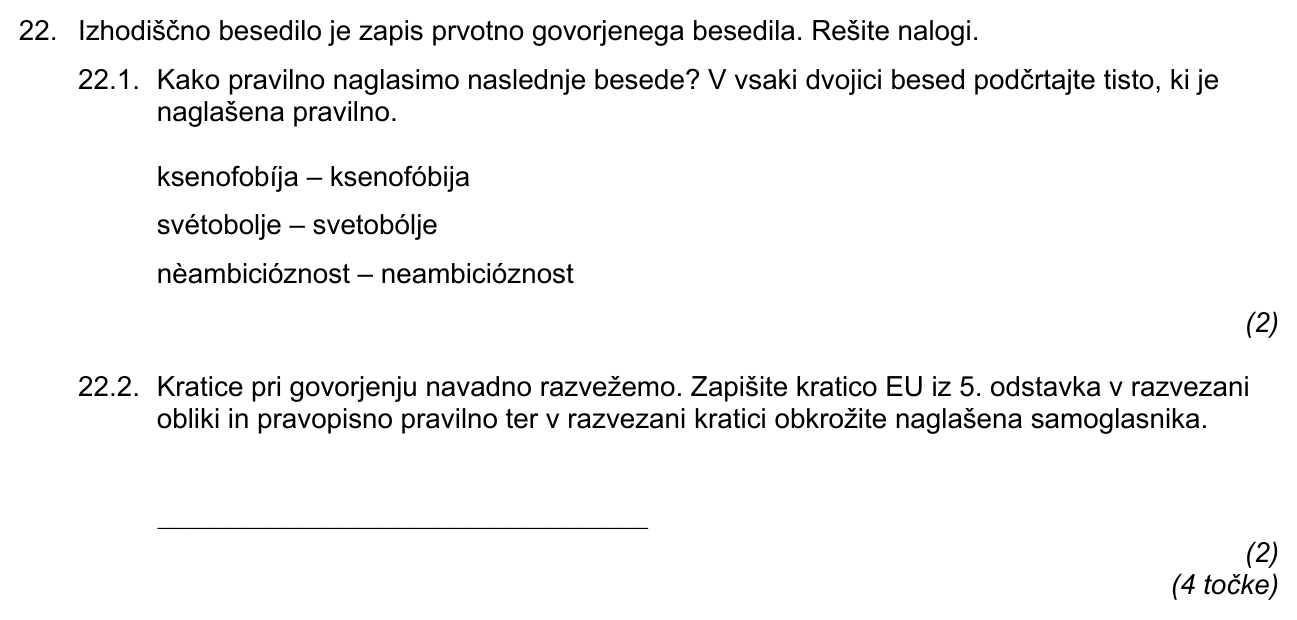 22. Izhodiščno besedilo je zapis prvotno govorjenega besedila. Rešite nalogi.
22.1. Kako pravilno naglasimo naslednje besede? V vsaki dvojici besed podčrtajte tisto, ki je
naglašena pravilno.
ksenofobíja – ksenofóbija
svétobolje – svetobólje
nèambicióznost – neambicióznost
(2)
22.2. Kratice pri govorjenju navadno razvežemo. Zapišite kratico EU iz 5. odstavka v razvezani
obliki in pravopisno pravilno ter v razvezani kratici obkrožite naglašena samoglasnika.
(2)
(4 točke)